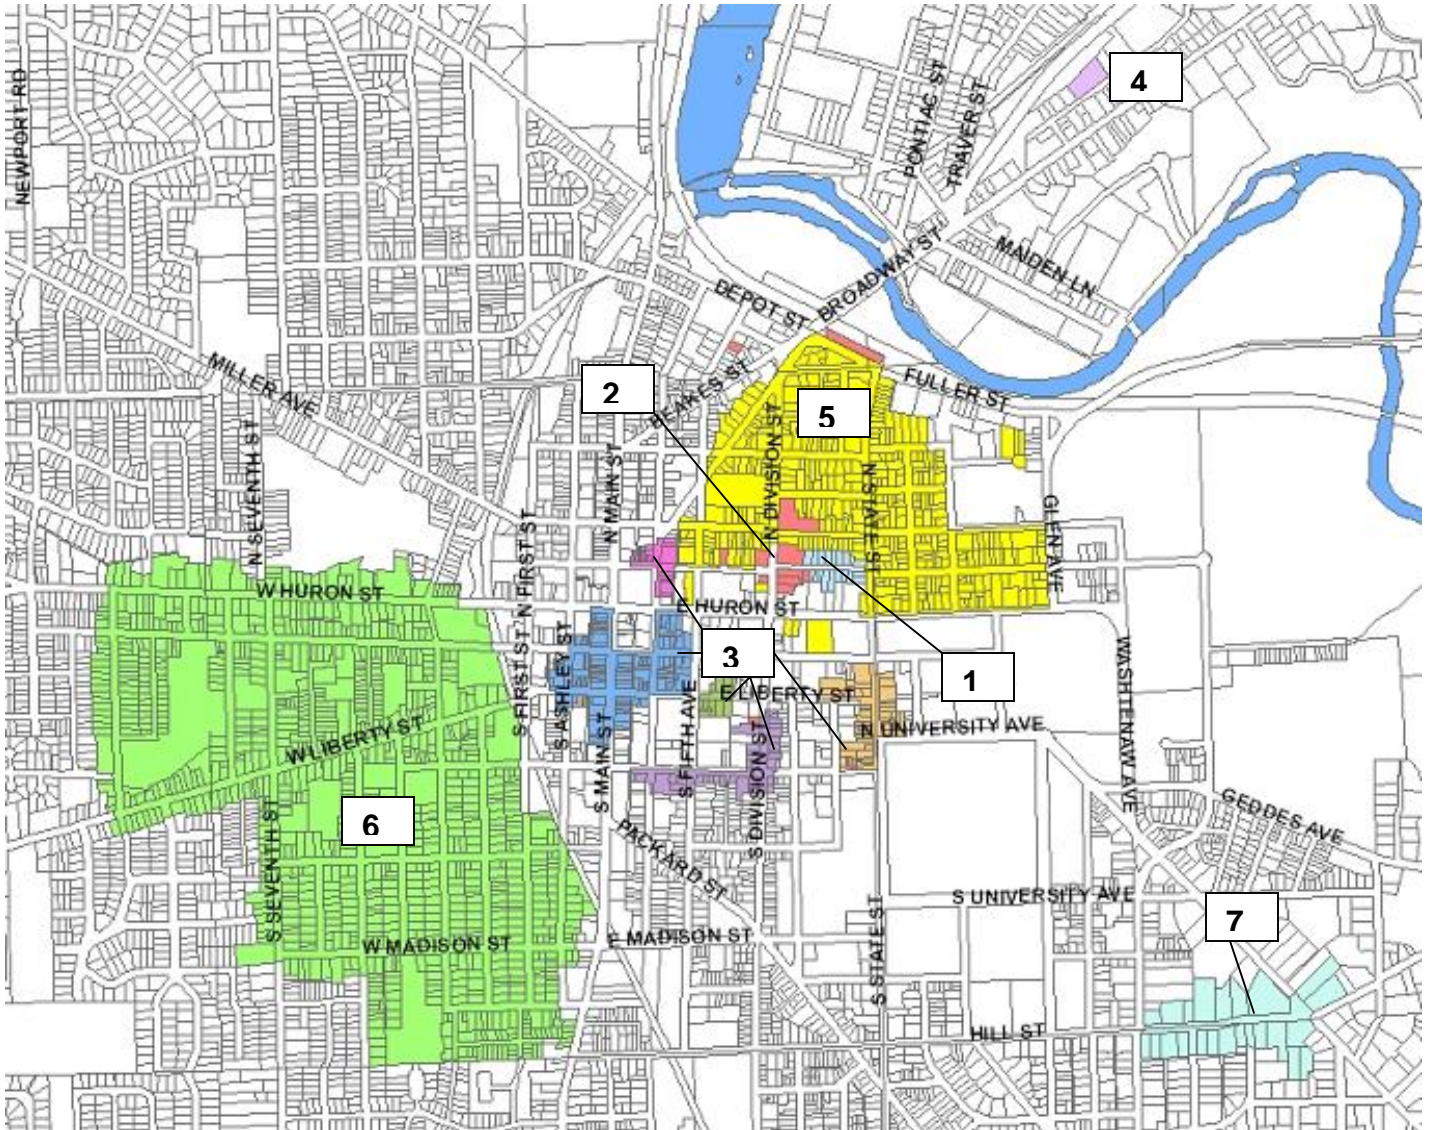 4
PONTIAC ST
TRAVER ST
NEWPORT RD
BROADWAY ST
MAIDEN LN
DEPOT ST
MILLER AVE
2
BEAKES ST
FULLER ST
5
N DIVISION ST
N SEVENTH ST
N MAIN ST
N STATE ST
GLEN AVE
N FIRST ST
W HURON ST
E HURON ST
3
1
S ASHLEY ST
S FIRST ST
E LIBERTY ST
WASHTENAW AVE
N UNIVERSITY AVE
W LIBERTY ST
S MAIN ST
S FIFTH AVE
S DIVISION ST
6
GEDDES AVE
PACKARD ST
S SEVENTH ST
S UNIVERSITY AVE
7
W MADISON ST
E MADISON ST
S STATE ST
HILL ST